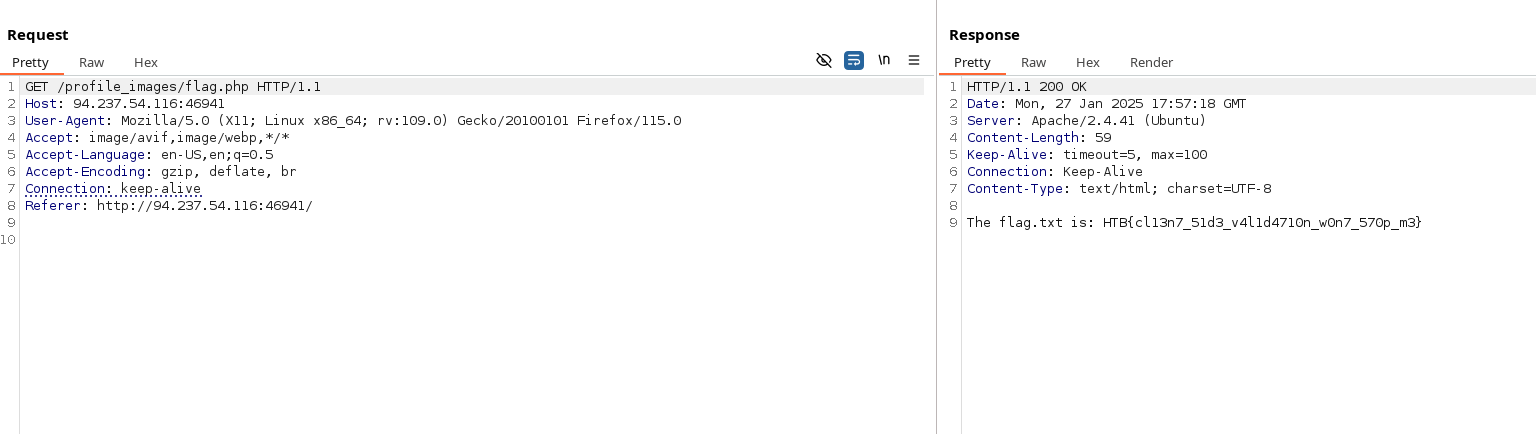 Request
Pretty Raw Hex
\n
1 GET /profile_images/flag.php HTTP/1.1
2 Host: 94.237.54.116:46941
3 User-Agent: Mozilla/5.0 (X11; Linux x86_64; rv:109.0) Gecko/20100101 Firefox/115.0
4 Accept: image/avif,image/webp,*/*
5 Accept-Language: en-US,en;q=0.5
6 Accept-Encoding: gzip, deflate, br
7 Connection: keep-alive
8 Referer: http://94.237.54.116:46941/
9
10
Response
Pretty Raw Hex Render
1 HTTP/1.1 200 OK
2 Date: Mon, 27 Jan 2025 17:57:18 GMT
3 Server: Apache/2.4.41 (Ubuntu)
4 Content-Length: 59
5 Keep-Alive: timeout=5, max=100
6 Connection: Keep-Alive
7 Content-Type: text/html; charset=UTF-8
8
9 The flag.txt is: HTB{cl13n7_51d3_v4l1d4710n_w0n7_570p_m3}